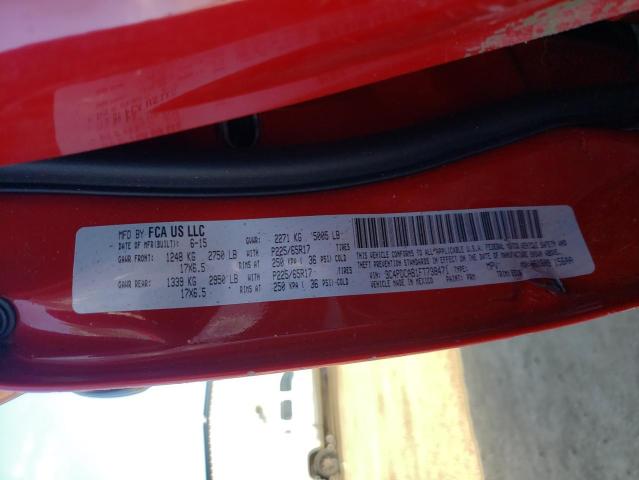 MFD BY FCA US LLC
DATE OF MFR(BUILT): 6-15 GVWR: 2271 KG 5005 LB
GAWR FRONT: 1248 KG 2750 LB WITH P225/65R17 TIRES
17X6.5 RIMS AT 250 KPA ( 36 PSI)-COLD
GAWR REAR: 1339 KG 2950 LB WITH P225/65R17 TIRES
17X6.5 RIMS AT 250 KPA ( 36 PSI)-COLD
THIS VEHICLE CONFORMS TO ALL APPLICABLE U.S.A. FEDERAL MOTOR VEHICLE SAFETY AND
THEFT PREVENTION STANDARDS IN EFFECT ON THE DATE OF MANUFACTURE SHOWN ABOVE.
VIN: TYPE: MPV
VEHICLE MADE IN MEXICO PAINT: PRM TRIM: